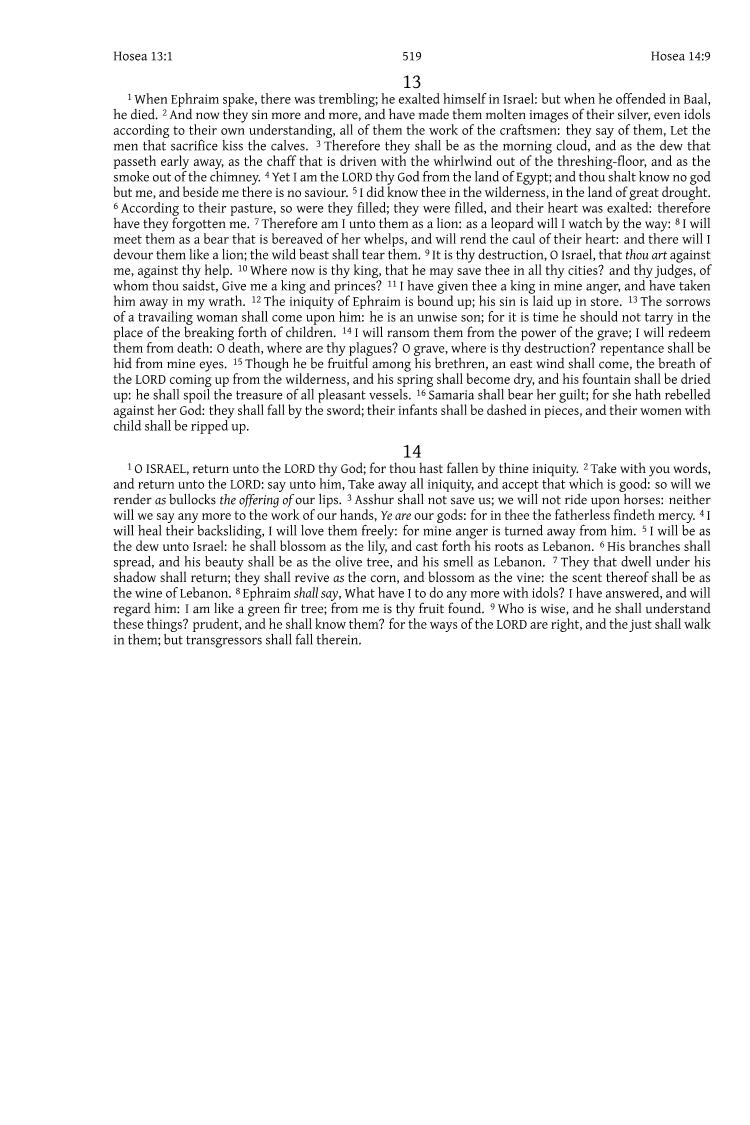 Hosea 13:1 519 Hosea 14:9
13
1 When Ephraim spake, there was trembling; he exalted himself in Israel: but when he offended in Baal,
he died. 2 And now they sin more and more, and have made them molten images of their silver, even idols
according to their own understanding, all of them the work of the craftsmen: they say of them, Let the
men that sacrifice kiss the calves. 3 Therefore they shall be as the morning cloud, and as the dew that
passeth early away, as the chaff that is driven with the whirlwind out of the threshing-floor, and as the
smoke out of the chimney. 4 Yet I am the LORD thy God from the land of Egypt; and thou shalt know no god
but me, and beside me there is no saviour. 5 I did know thee in the wilderness, in the land of great drought.
6 According to their pasture, so were they filled; they were filled, and their heart was exalted: therefore
have they forgotten me. 7 Therefore am I unto them as a lion: as a leopard will I watch by the way: 8 I will
meet them as a bear that is bereaved of her whelps, and will rend the caul of their heart: and there will I
devour them like a lion; the wild beast shall tear them. 9 It is thy destruction, O Israel, that thou art against
me, against thy help. 10 Where now is thy king, that he may save thee in all thy cities? and thy judges, of
whom thou saidst, Give me a king and princes? 11 I have given thee a king in mine anger, and have taken
him away in my wrath. 12 The iniquity of Ephraim is bound up; his sin is laid up in store. 13 The sorrows
of a travailing woman shall come upon him: he is an unwise son; for it is time he should not tarry in the
place of the breaking forth of children. 14 I will ransom them from the power of the grave; I will redeem
them from death: O death, where are thy plagues? O grave, where is thy destruction? repentance shall be
hid from mine eyes. 15 Though he be fruitful among his brethren, an east wind shall come, the breath of
the LORD coming up from the wilderness, and his spring shall become dry, and his fountain shall be dried
up: he shall spoil the treasure of all pleasant vessels. 16 Samaria shall bear her guilt; for she hath rebelled
against her God: they shall fall by the sword; their infants shall be dashed in pieces, and their women with
child shall be ripped up.
14
1 O ISRAEL, return unto the LORD thy God; for thou hast fallen by thine iniquity. 2 Take with you words,
and return unto the LORD: say unto him, Take away all iniquity, and accept that which is good: so will we
render as bullocks the offering of our lips. 3 Asshur shall not save us; we will not ride upon horses: neither
will we say any more to the work of our hands, Ye are our gods: for in thee the fatherless findeth mercy. 4 I
will heal their backsliding, I will love them freely: for mine anger is turned away from him. 5 I will be as
the dew unto Israel: he shall blossom as the lily, and cast forth his roots as Lebanon. 6 His branches shall
spread, and his beauty shall be as the olive tree, and his smell as Lebanon. 7 They that dwell under his
shadow shall return; they shall revive as the corn, and blossom as the vine: the scent thereof shall be as
the wine of Lebanon. 8 Ephraim shall say, What have I to do any more with idols? I have answered, and will
regard him: I am like a green fir tree; from me is thy fruit found. 9 Who is wise, and he shall understand
these things? prudent, and he shall know them? for the ways of the LORD are right, and the just shall walk
in them; but transgressors shall fall therein.